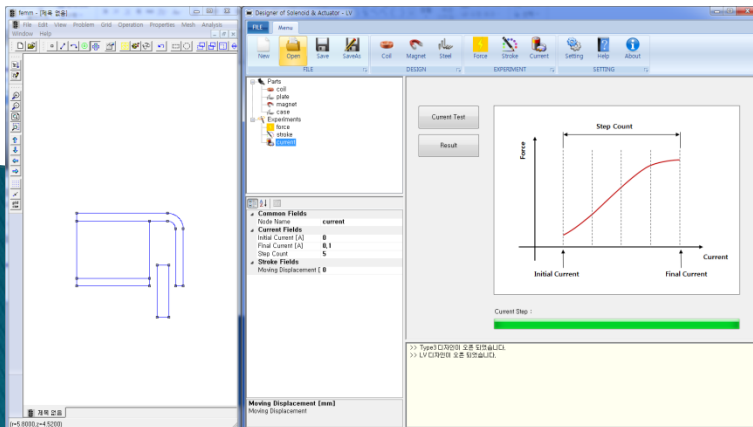 femm - [제목 없음]
File Edit View Problem Grid Operation Properties Mesh Analysis
Window Help
제목 없음
(r=5.6000,z=4.5200)
Designer of Solenoid & Actuator - LV
FILE Menu
New Open Save SaveAs Coil Magnet Steel Force Stroke Current Setting Help About
FILE DESIGN EXPERIMENT SETTING
Parts
coil
plate
magnet
case
Experiments
force
stroke
current
Common Fields
Node Name current
Current Fields
Initial Current [A] 0
Final Current [A] 0,1
Step Count 5
Stroke Fields
Moving Displacement [ 0
Moving Displacement [mm]
Moving Displacement
Current Test
Result
Step Count
Force
Current
Initial Current Final Current
Current Step :
>> Type3 디자인이 오픈 되었습니다.
>> LV 디자인이 오픈 되었습니다.